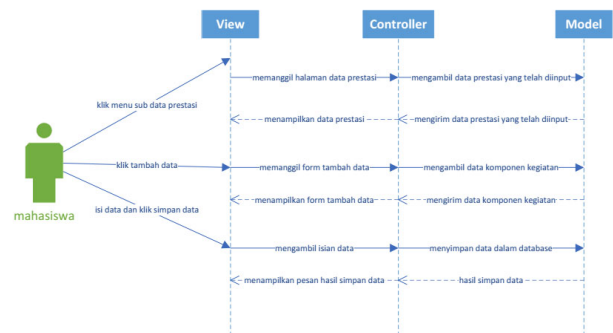 View
Controller
Model
memanggil halaman data prestasi
mengambil data prestasi yang telah diinput
klik menu sub data prestasi
menampilkan data prestasi
mengirim data prestasi yang telah diinput
klik tambah data
memanggil form tambah data
mengambil data komponen kegiatan
menampilkan form tambah data
mengirim data komponen kegiatan
isi data dan klik simpan data
mahasiswa
mengambil isian data
menyimpan data dalam database
menampilkan pesan hasil simpan data
hasil simpan data